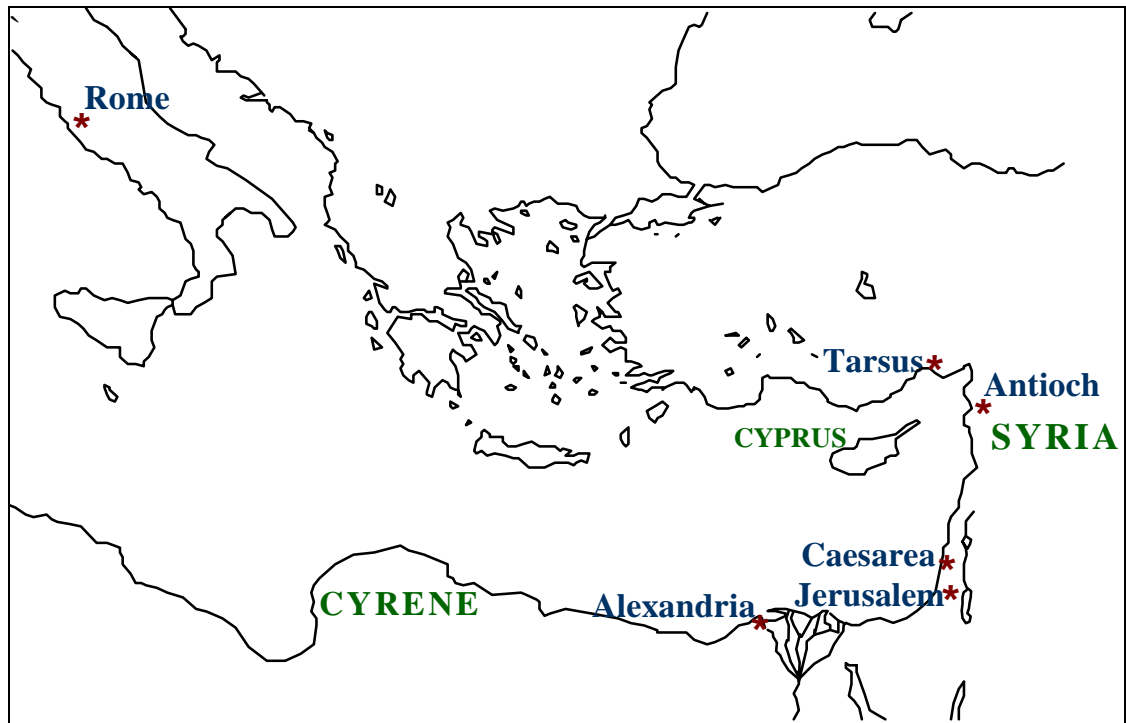 Rome
Tarsus
Antioch
CYPRUS
SYRIA
Caesarea
Jerusalem
CYRENE
Alexandria